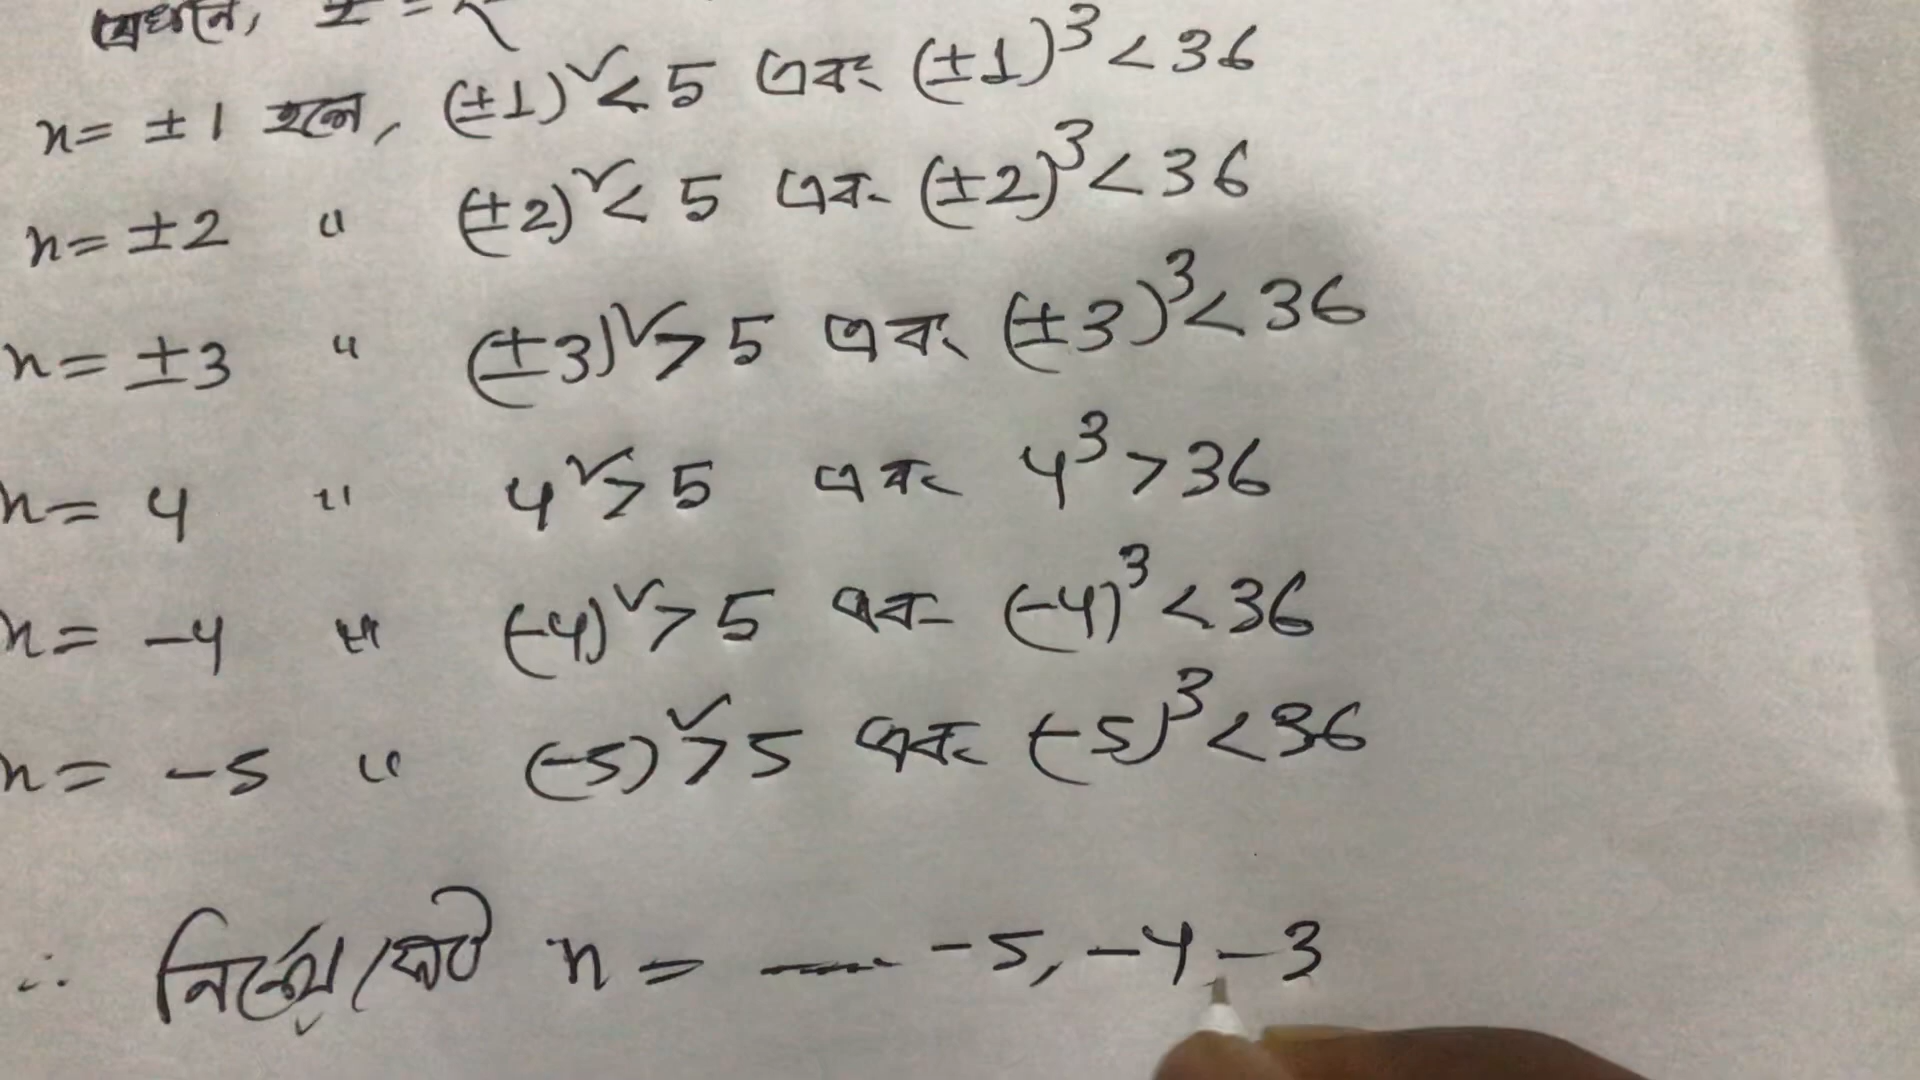 n = ±1 হলে, (±1)² < 5 এবং (±1)³ < 36
n = ±2 " (±2)² < 5 এবং (±2)³ < 36
n = ±3 " (±3)² > 5 এবং (±3)³ < 36
n = 4 " 4² > 5 এবং 4³ > 36
n = -4 " (-4)² > 5 এবং (-4)³ < 36
n = -5 " (-5)² > 5 এবং (-5)³ < 36
∴ নির্ণেয় সেট n = ---- -5, -4, -3